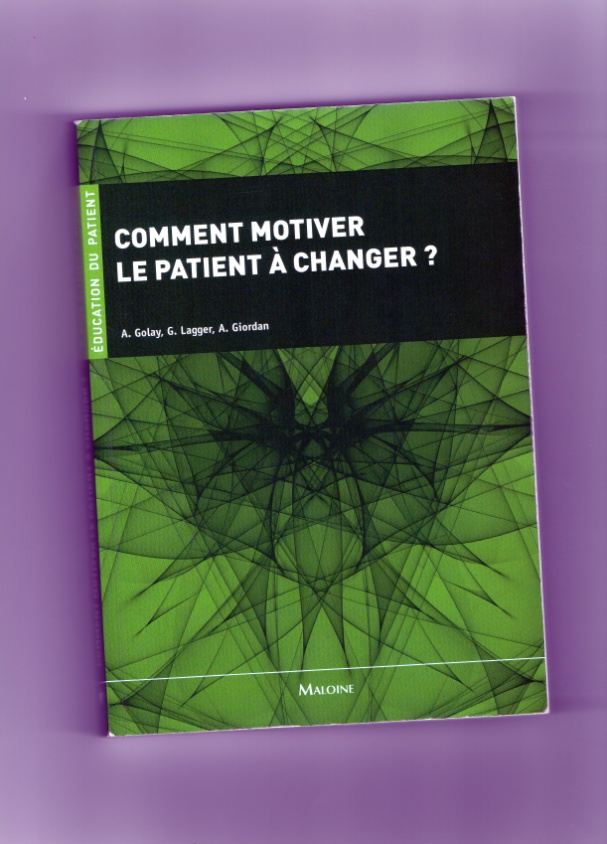 ÉDUCATION DU PATIENT
COMMENT MOTIVER
LE PATIENT À CHANGER ?
A. Golay, G. Lagger, A. Giordan
MALOINE